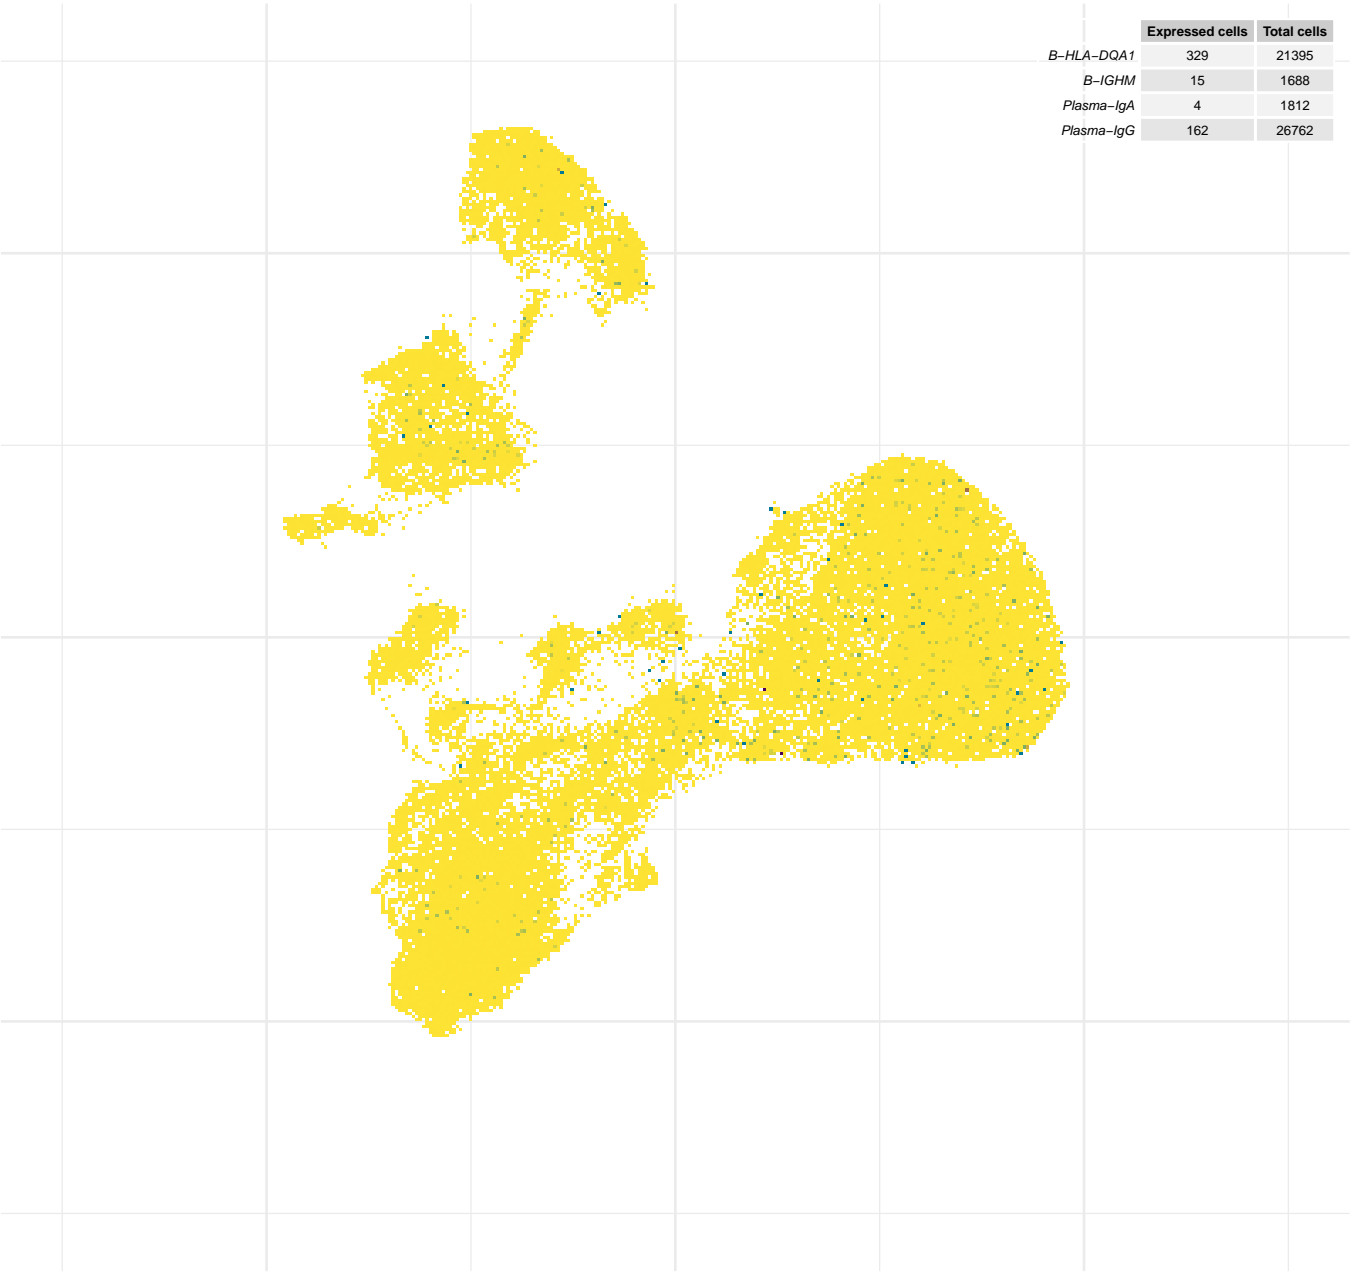 Expressed cells Total cells
B−HLA−DQA1 329 21395
B−IGHM 15 1688
Plasma−IgA 4 1812
Plasma−IgG 162 26762